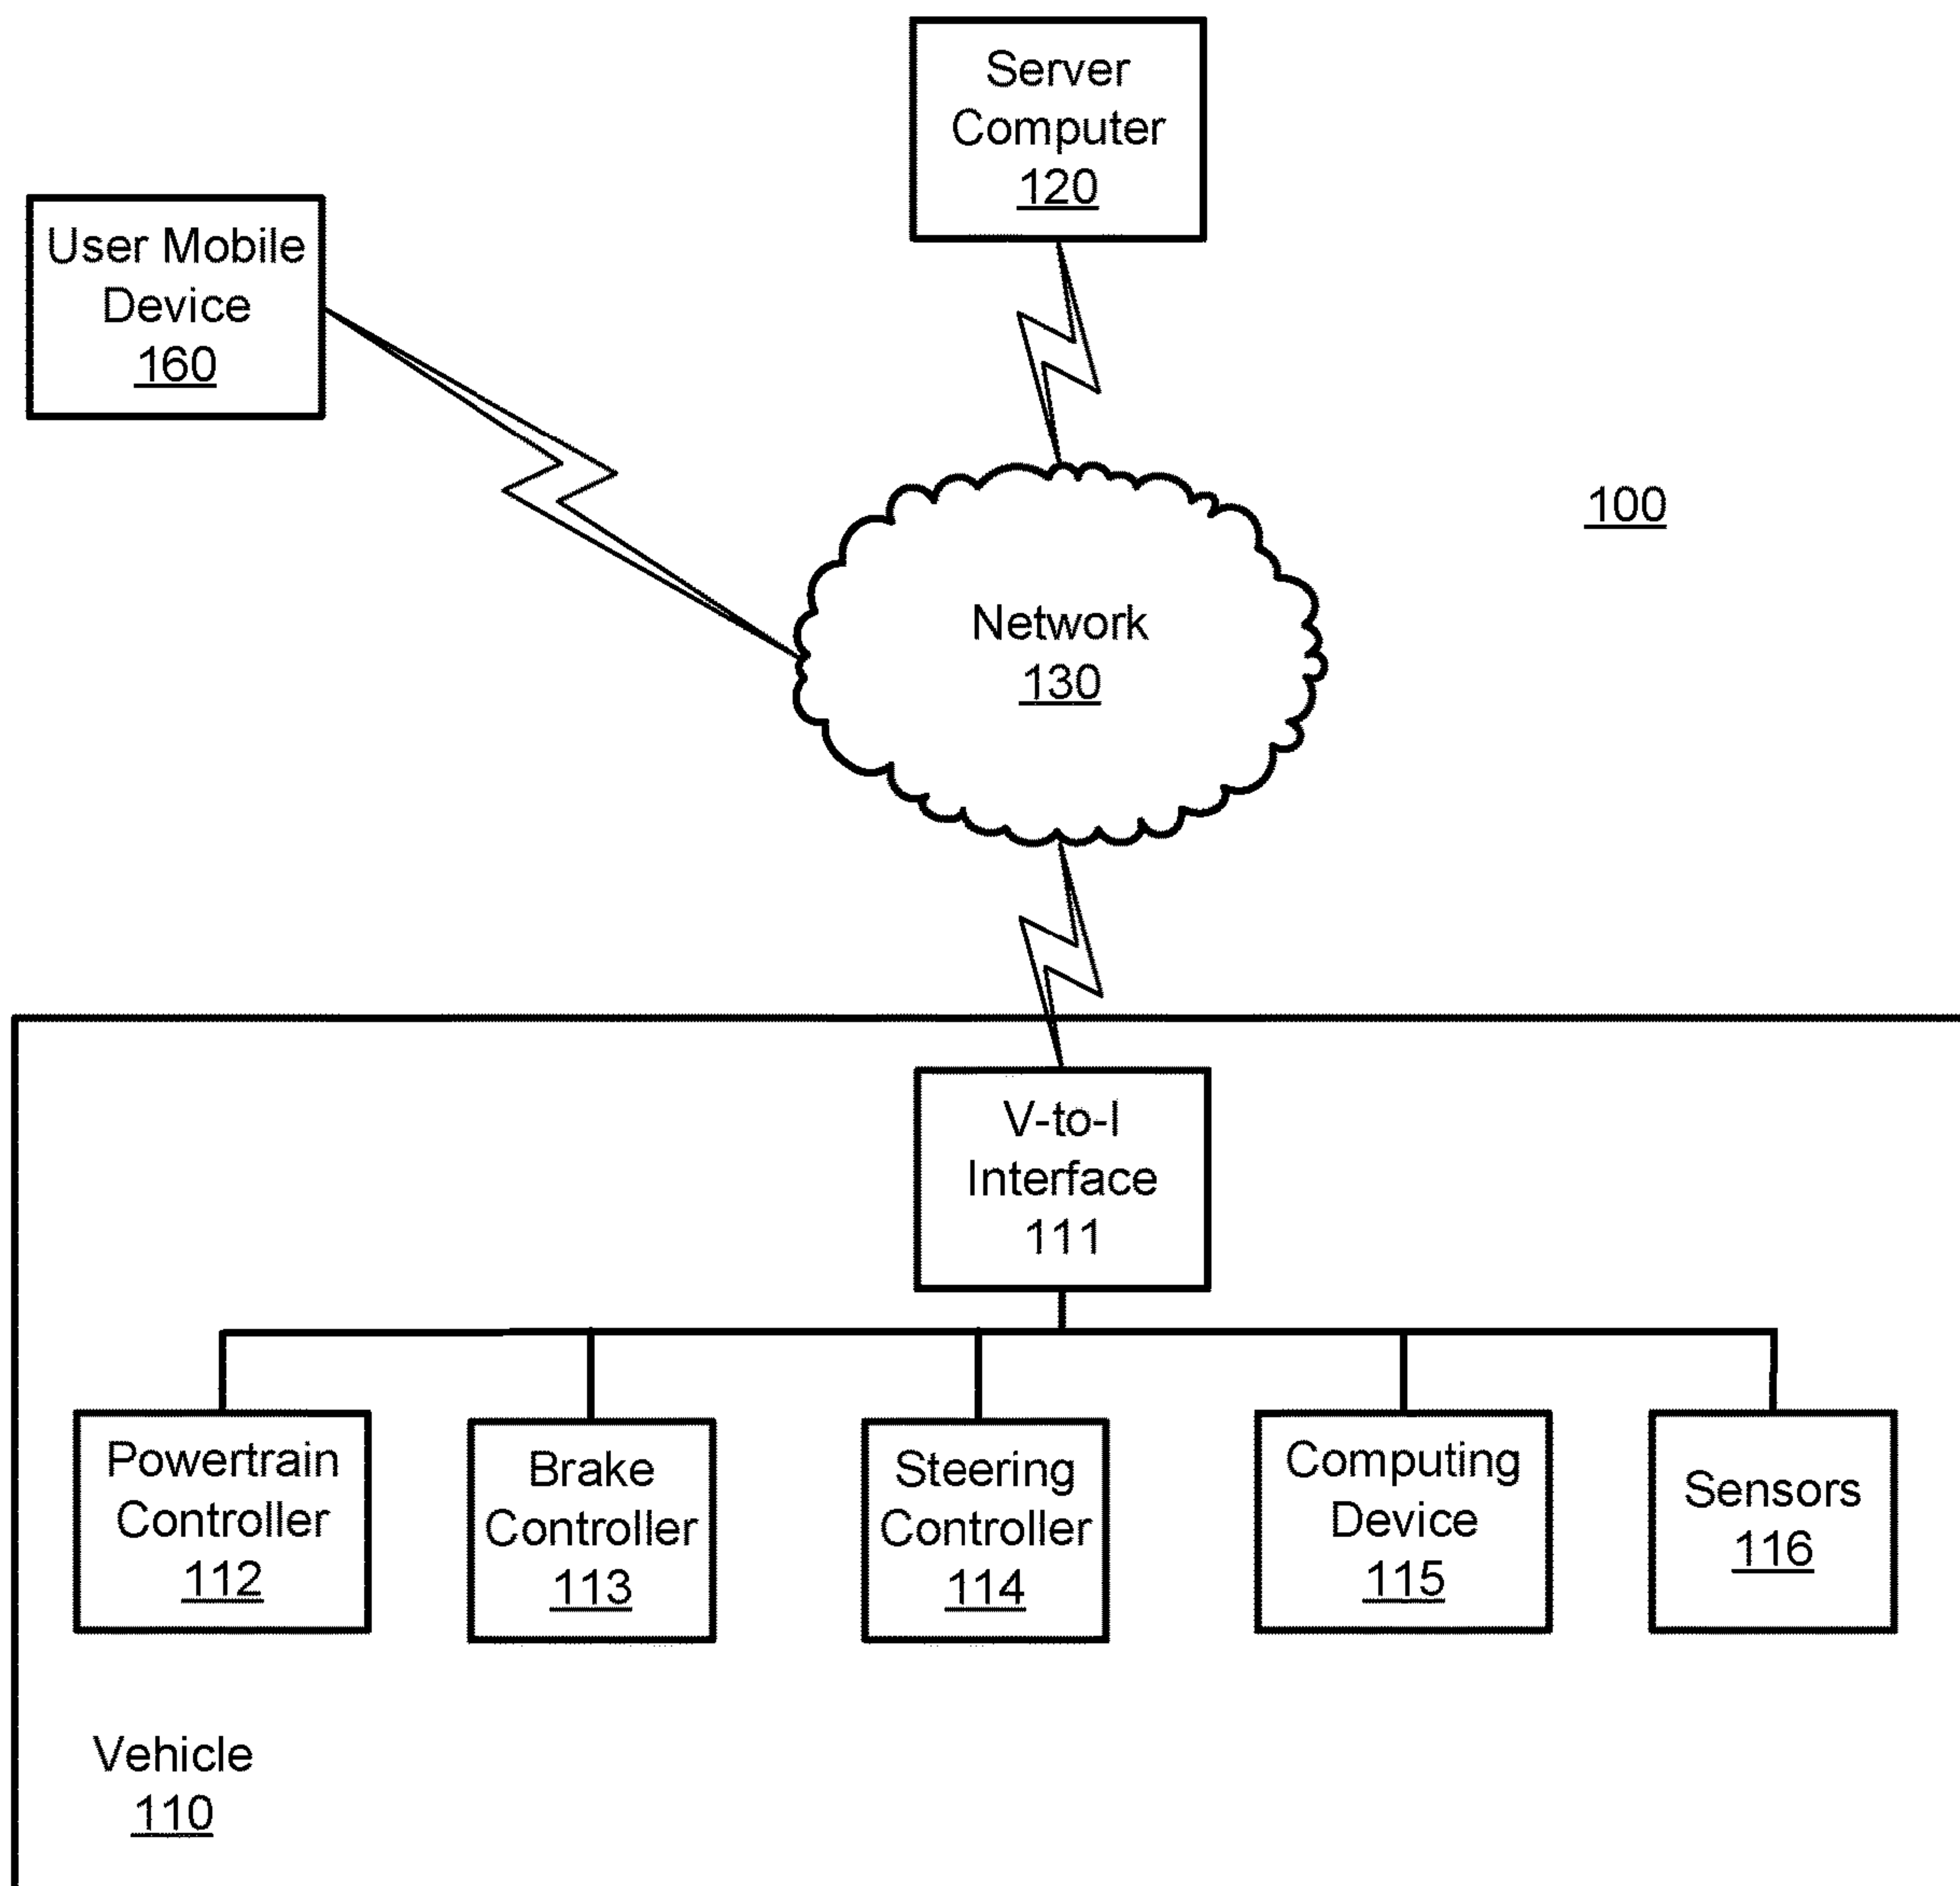 Server
Computer
120
User Mobile
Device
160
100
Network
130
V-to-I
Interface
111
Powertrain
Controller
112
Brake
Controller
113
Steering
Controller
114
Computing
Device
115
Sensors
116
Vehicle
110